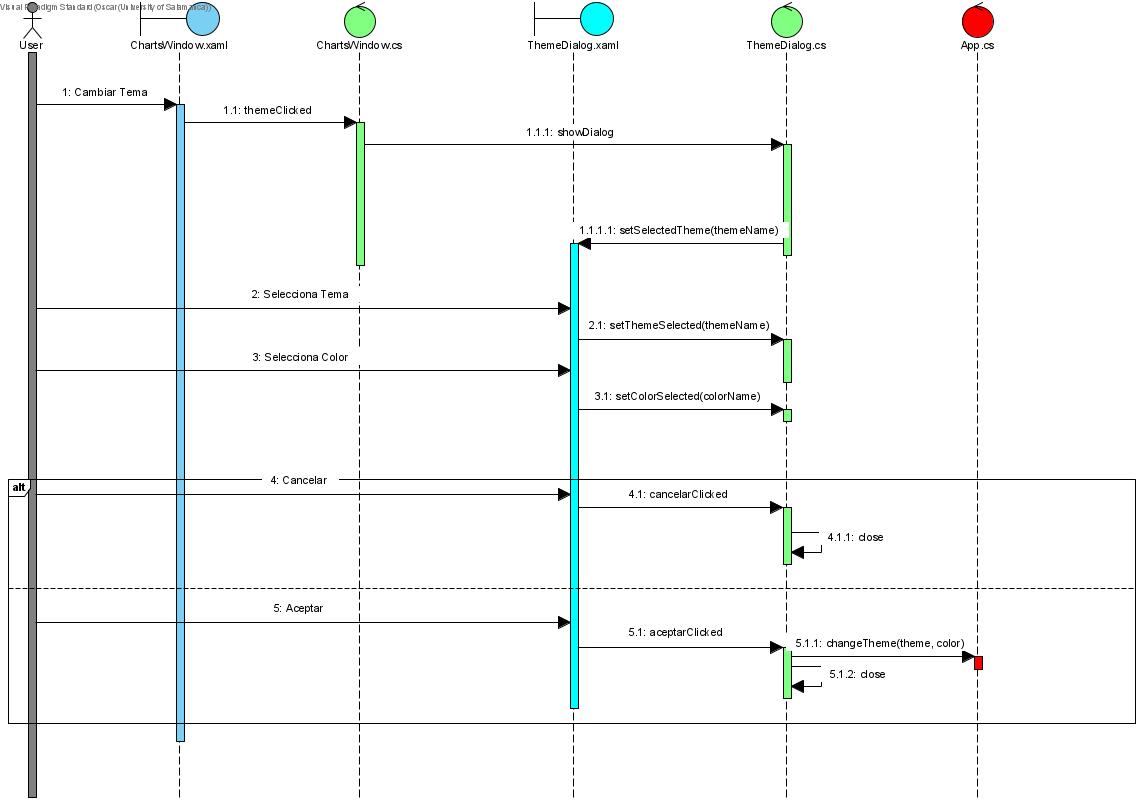 Visual Paradigm Standard (Oscar(University of Salamanca))
User
ChartsWindow.xaml
ChartsWindow.cs
ThemeDialog.xaml
ThemeDialog.cs
App.cs
1: Cambiar Tema
1.1: themeClicked
1.1.1: showDialog
1.1.1.1: setSelectedTheme(themeName)
2: Selecciona Tema
2.1: setThemeSelected(themeName)
3: Selecciona Color
3.1: setColorSelected(colorName)
alt
4: Cancelar
4.1: cancelarClicked
4.1.1: close
5: Aceptar
5.1: aceptarClicked
5.1.1: changeTheme(theme, color)
5.1.2: close